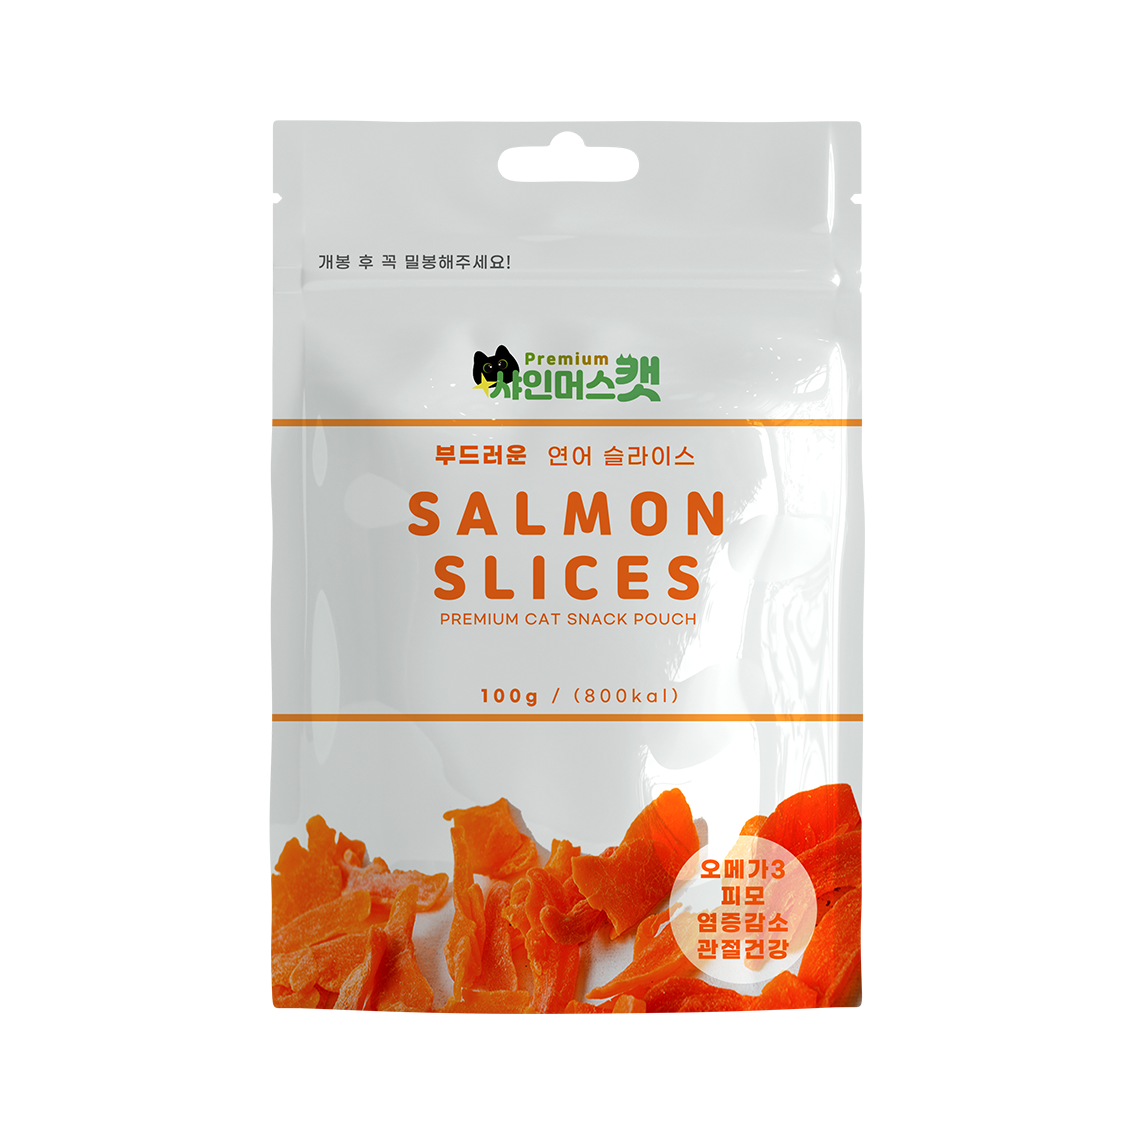 개봉 후 꼭 밀봉해주세요!
Premium
샤인머스캣
부드러운 연어 슬라이스
SALMON
SLICES
PREMIUM CAT SNACK POUCH
100g / (800kal)
오메가3
피모
염증감소
관절건강